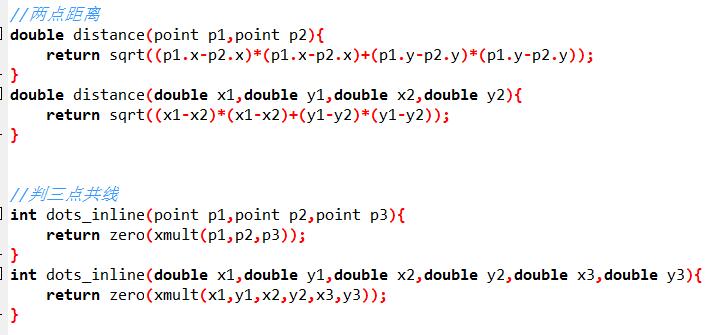 //两点距离
double distance(point p1,point p2){
    return sqrt((p1.x-p2.x)*(p1.x-p2.x)+(p1.y-p2.y)*(p1.y-p2.y));
}
double distance(double x1,double y1,double x2,double y2){
    return sqrt((x1-x2)*(x1-x2)+(y1-y2)*(y1-y2));
}
//判三点共线
int dots_inline(point p1,point p2,point p3){
    return zero(xmult(p1,p2,p3));
}
int dots_inline(double x1,double y1,double x2,double y2,double x3,double y3){
    return zero(xmult(x1,y1,x2,y2,x3,y3));
}